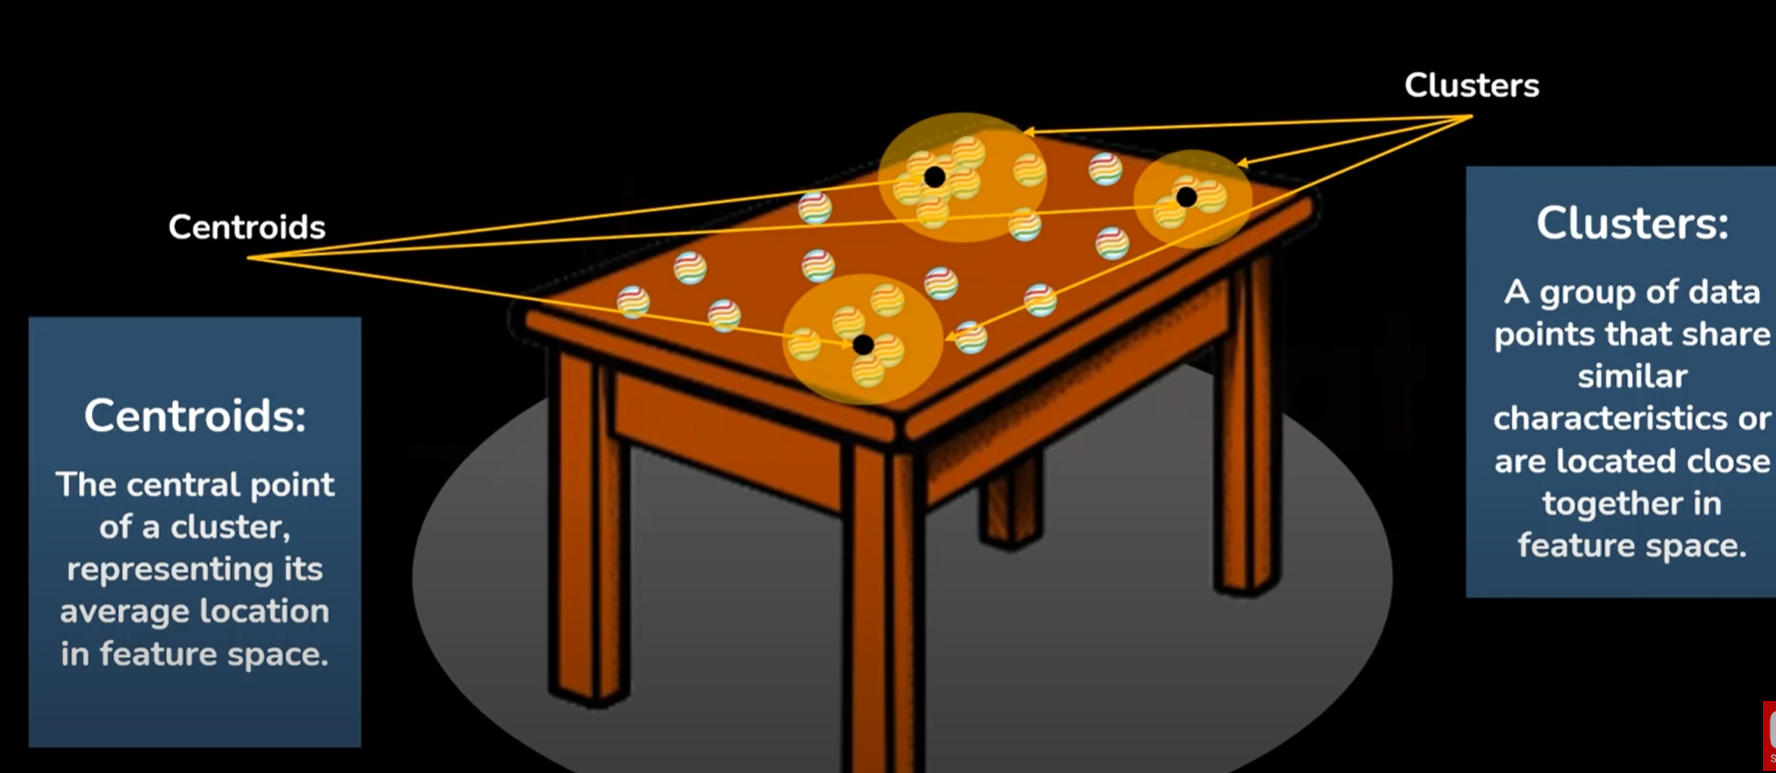 Clusters
Centroids
Clusters:
A group of data
points that share
similar
characteristics or
are located close
together in
feature space.
Centroids:
The central point
of a cluster,
representing its
average location
in feature space.